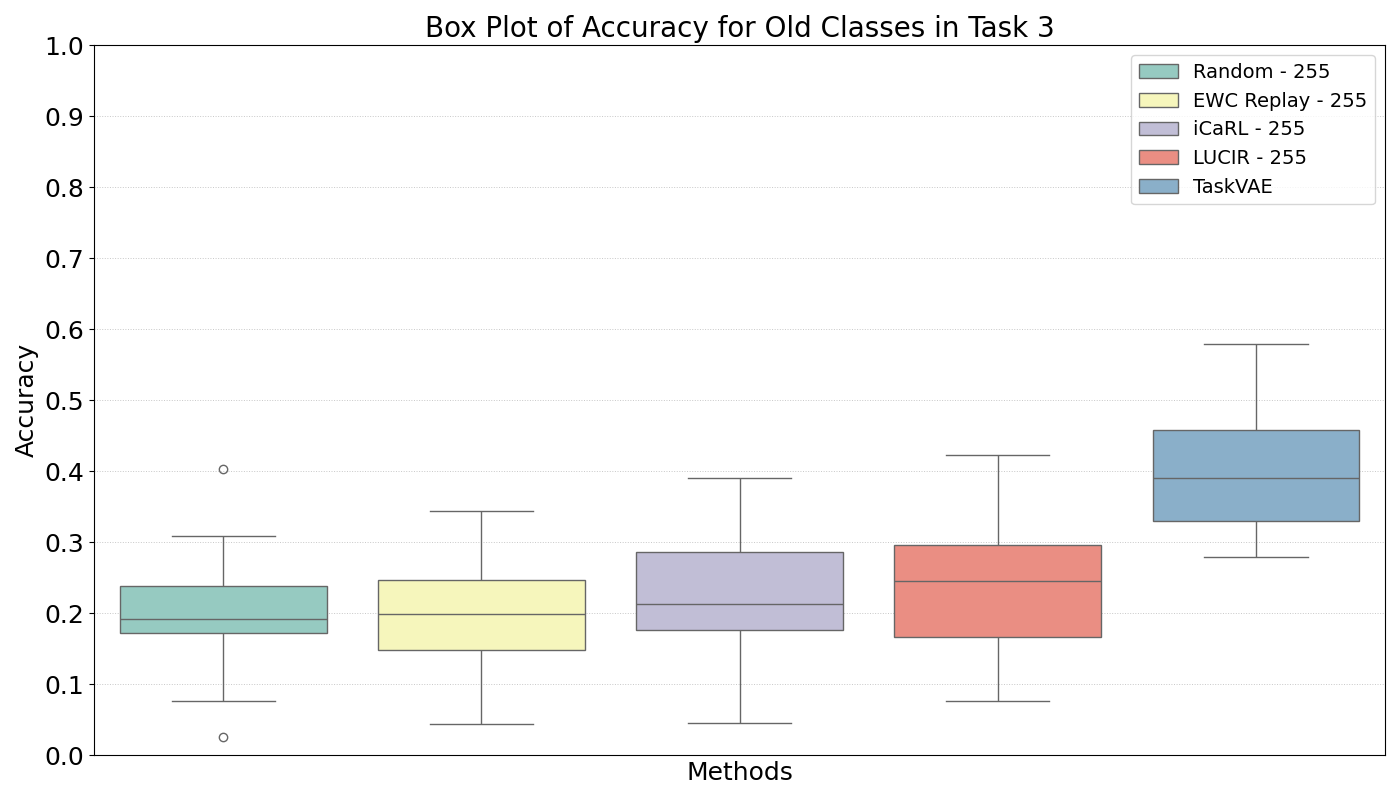 Box Plot of Accuracy for Old Classes in Task 3
1.0
0.9
0.8
0.7
0.6
0.5
0.4
0.3
0.2
0.1
0.0
Accuracy
Methods
Random - 255
EWC Replay - 255
iCaRL - 255
LUCIR - 255
TaskVAE